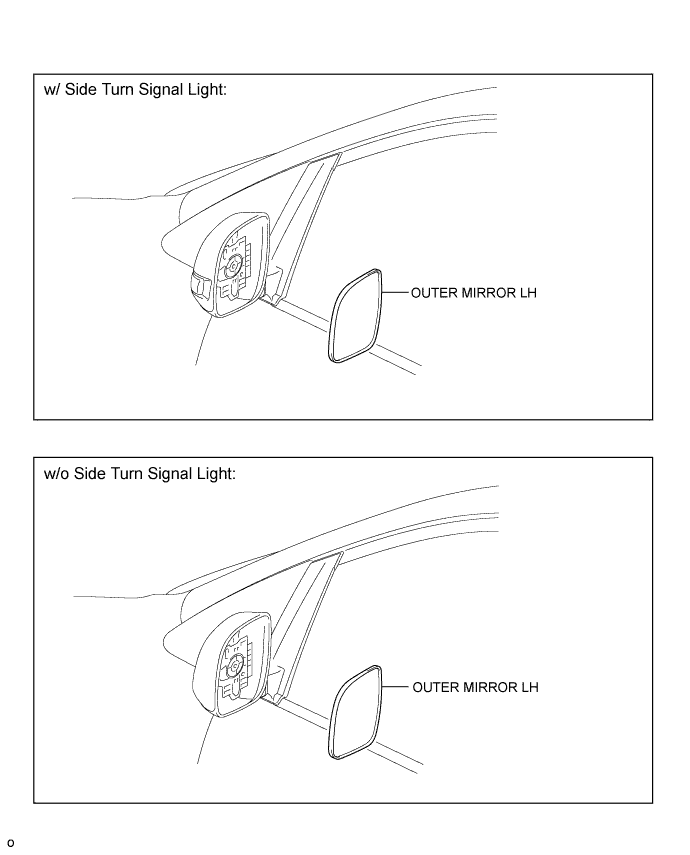 w/ Side Turn Signal Light:
OUTER MIRROR LH
w/o Side Turn Signal Light:
OUTER MIRROR LH
o